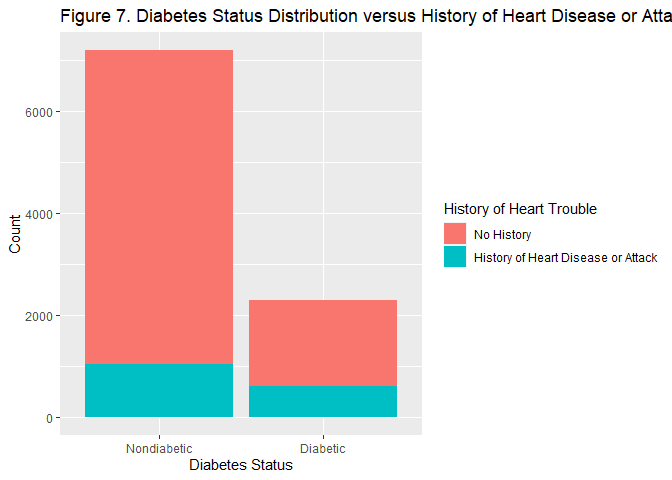 Figure 7. Diabetes Status Distribution versus History of Heart Disease or Atta
6000
4000
2000
0
Count
Nondiabetic
Diabetic
Diabetes Status
History of Heart Trouble
No History
History of Heart Disease or Attack